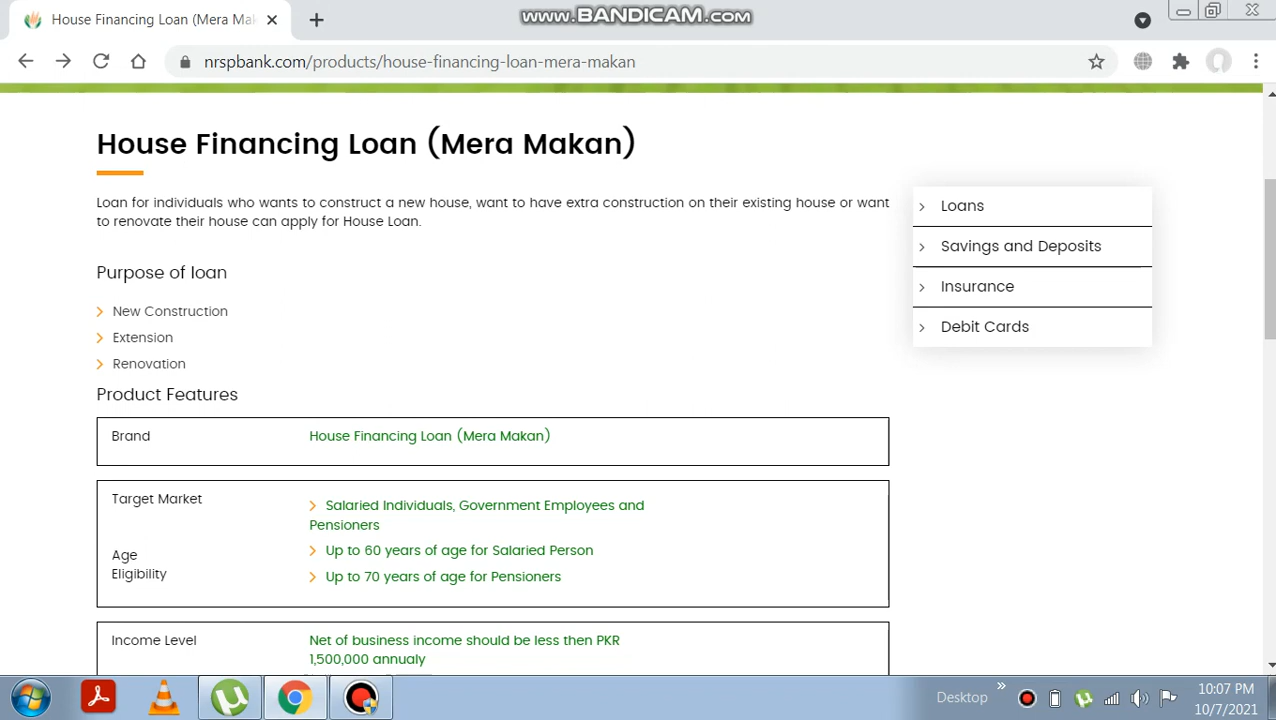 House Financing Loan (Mera Mak
www.BANDICAM.com
nrspbank.com/products/house-financing-loan-mera-makan
House Financing Loan (Mera Makan)
Loan for individuals who wants to construct a new house, want to have extra construction on their existing house or want
to renovate their house can apply for House Loan.
Loans
Savings and Deposits
Insurance
Debit Cards
Purpose of loan
New Construction
Extension
Renovation
Product Features
Brand House Financing Loan (Mera Makan)
Target Market Salaried Individuals, Government Employees and
Pensioners
Age Up to 60 years of age for Salaried Person
Eligibility Up to 70 years of age for Pensioners
Income Level Net of business income should be less then PKR
1,500,000 annualy
Desktop
10:07 PM
10/7/2021